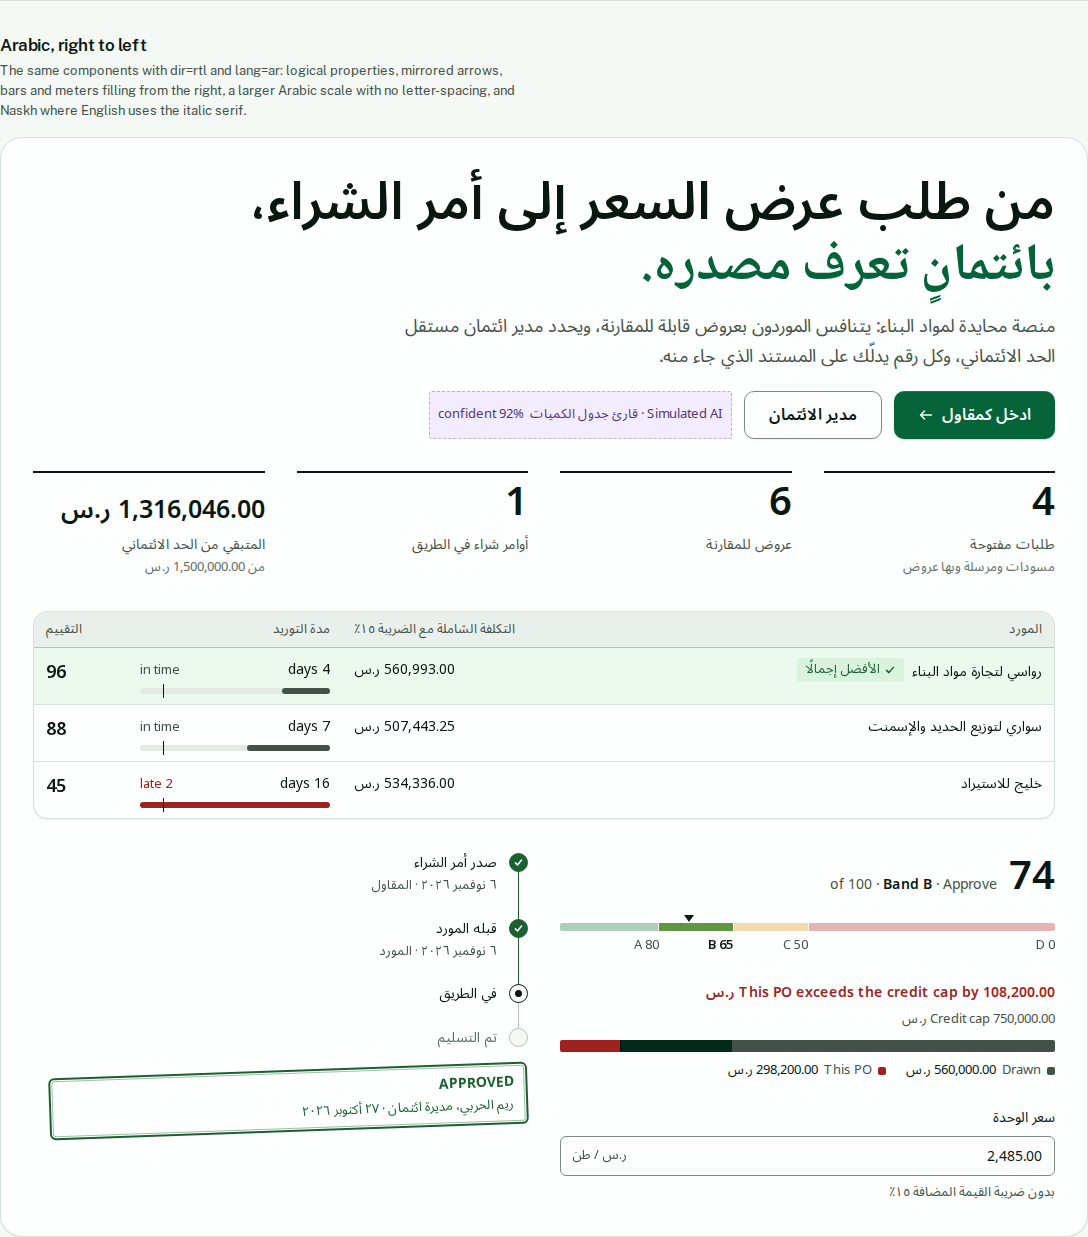 Arabic, right to left
The same components with dir=rtl and lang=ar: logical properties, mirrored arrows,
bars and meters filling from the right, a larger Arabic scale with no letter-spacing, and
Naskh where English uses the italic serif.
من طلب عرض السعر إلى أمر الشراء،
بائتمانٍ تعرف مصدره.
منصة محايدة لمواد البناء: يتنافس الموردون بعروض قابلة للمقارنة، ويحدد مدير ائتمان مستقل
الحد الائتماني، وكل رقم يدلّك على المستند الذي جاء منه.
ادخل كمقاول ←
مدير الائتمان
Simulated AI · قارئ جدول الكميات 92% confident
4
طلبات مفتوحة
مسودات ومرسلة وبها عروض
6
عروض للمقارنة
1
أوامر شراء في الطريق
1,316,046.00 ر.س
المتبقي من الحد الائتماني
من 1,500,000.00 ر.س
المورد التكلفة الشاملة مع الضريبة ١٥٪ مدة التوريد التقييم
رواسي لتجارة مواد البناء ✓ الأفضل إجمالًا 560,993.00 ر.س days 4 in time 96
سواري لتوزيع الحديد والإسمنت 507,443.25 ر.س days 7 in time 88
خليج للاستيراد 534,336.00 ر.س days 16 late 2 45
74 of 100 · Band B · Approve
A 80 B 65 C 50 D 0
ر.س This PO exceeds the credit cap by 108,200.00
ر.س Credit cap 750,000.00
Drawn 560,000.00 ر.س This PO 298,200.00 ر.س
سعر الوحدة
2,485.00 ر.س / طن
بدون ضريبة القيمة المضافة ١٥٪
صدر أمر الشراء
٦ نوفمبر ٢٠٢٦ · المقاول
قبله المورد
٦ نوفمبر ٢٠٢٦ · المورد
في الطريق
تم التسليم
APPROVED
ريم الحربي، مديرة ائتمان · ٢٧ أكتوبر ٢٠٢٦